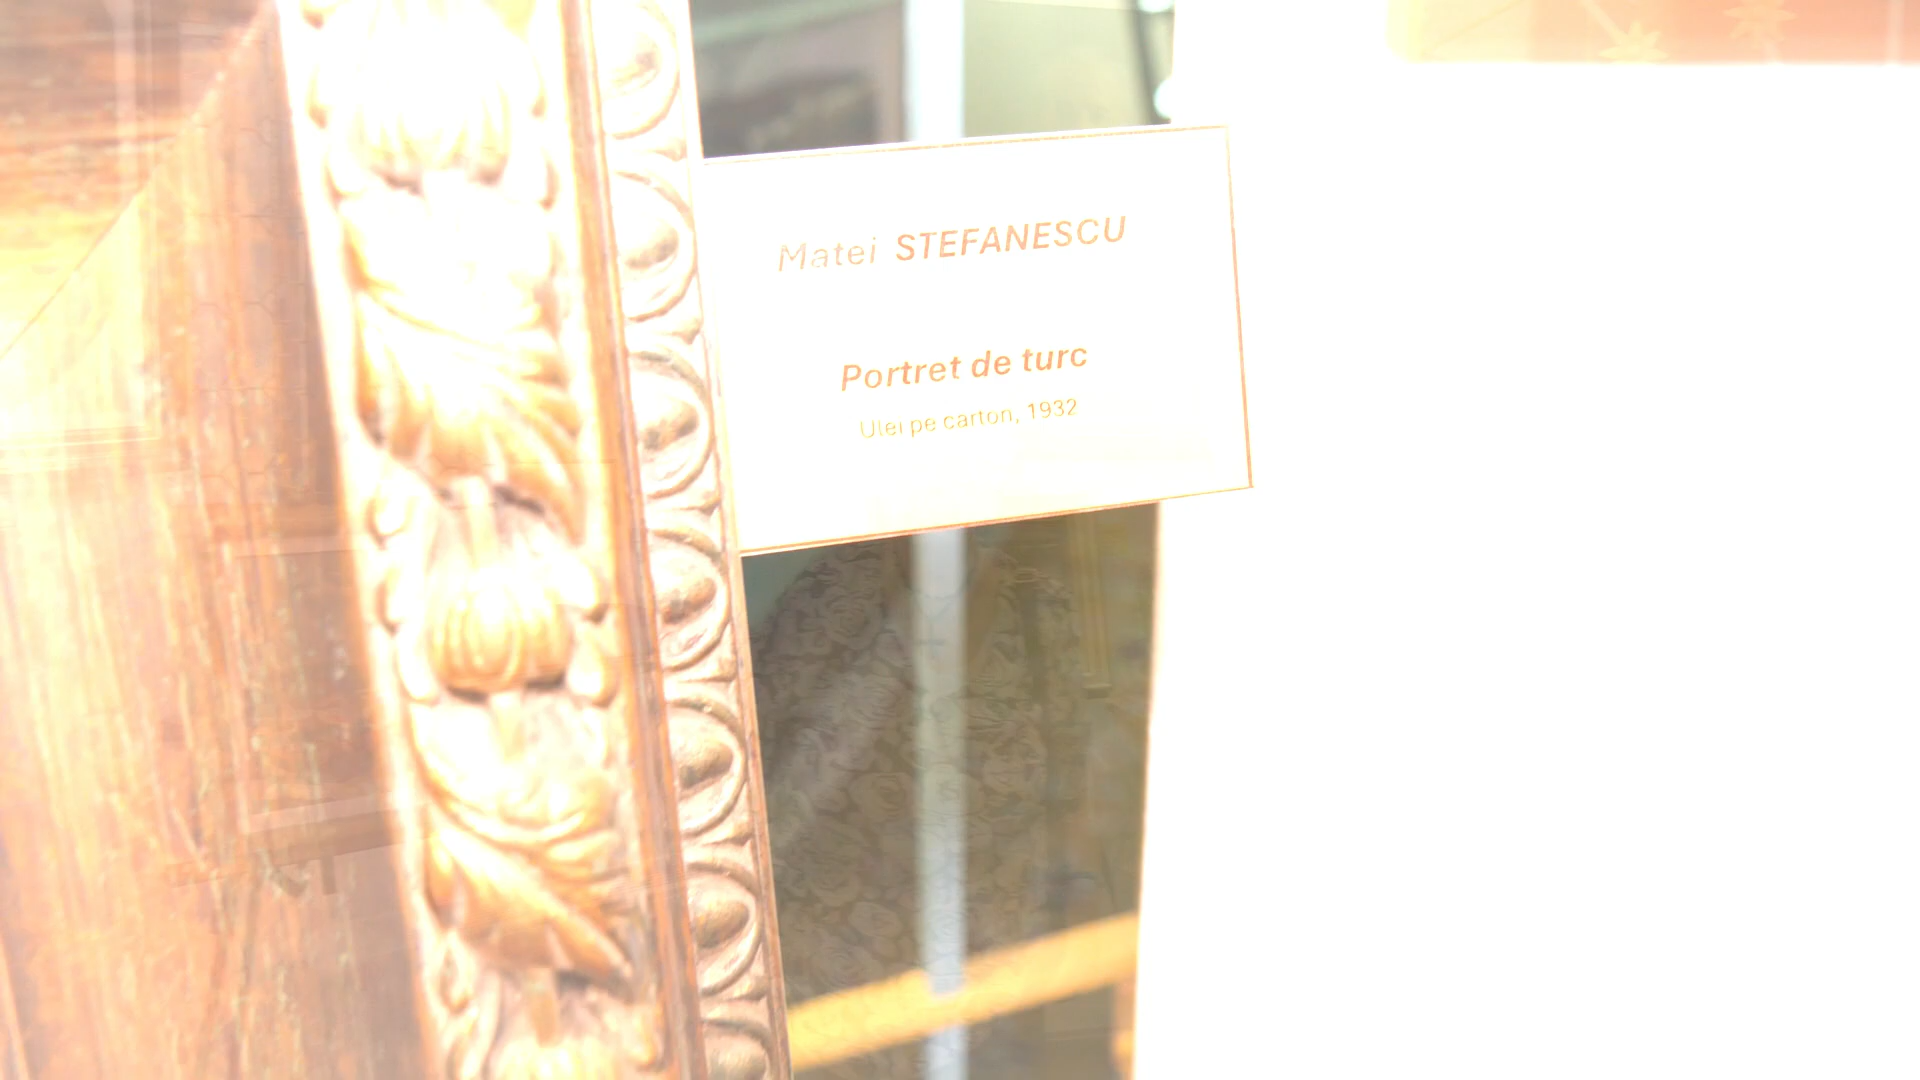 Matei STEFANESCU
Portret de turc
Ulei pe carton, 1932